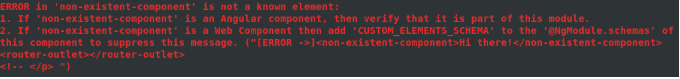 ERROR in 'non-existent-component' is not a known element:
1. If 'non-existent-component' is an Angular component, then verify that it is part of this module.
2. If 'non-existent-component' is a Web Component then add 'CUSTOM_ELEMENTS_SCHEMA' to the '@NgModule.schemas' of
this component to suppress this message. ("[ERROR ->]<non-existent-component>Hi there!</non-existent-component>
<router-outlet></router-outlet>
<!-- </p> ")